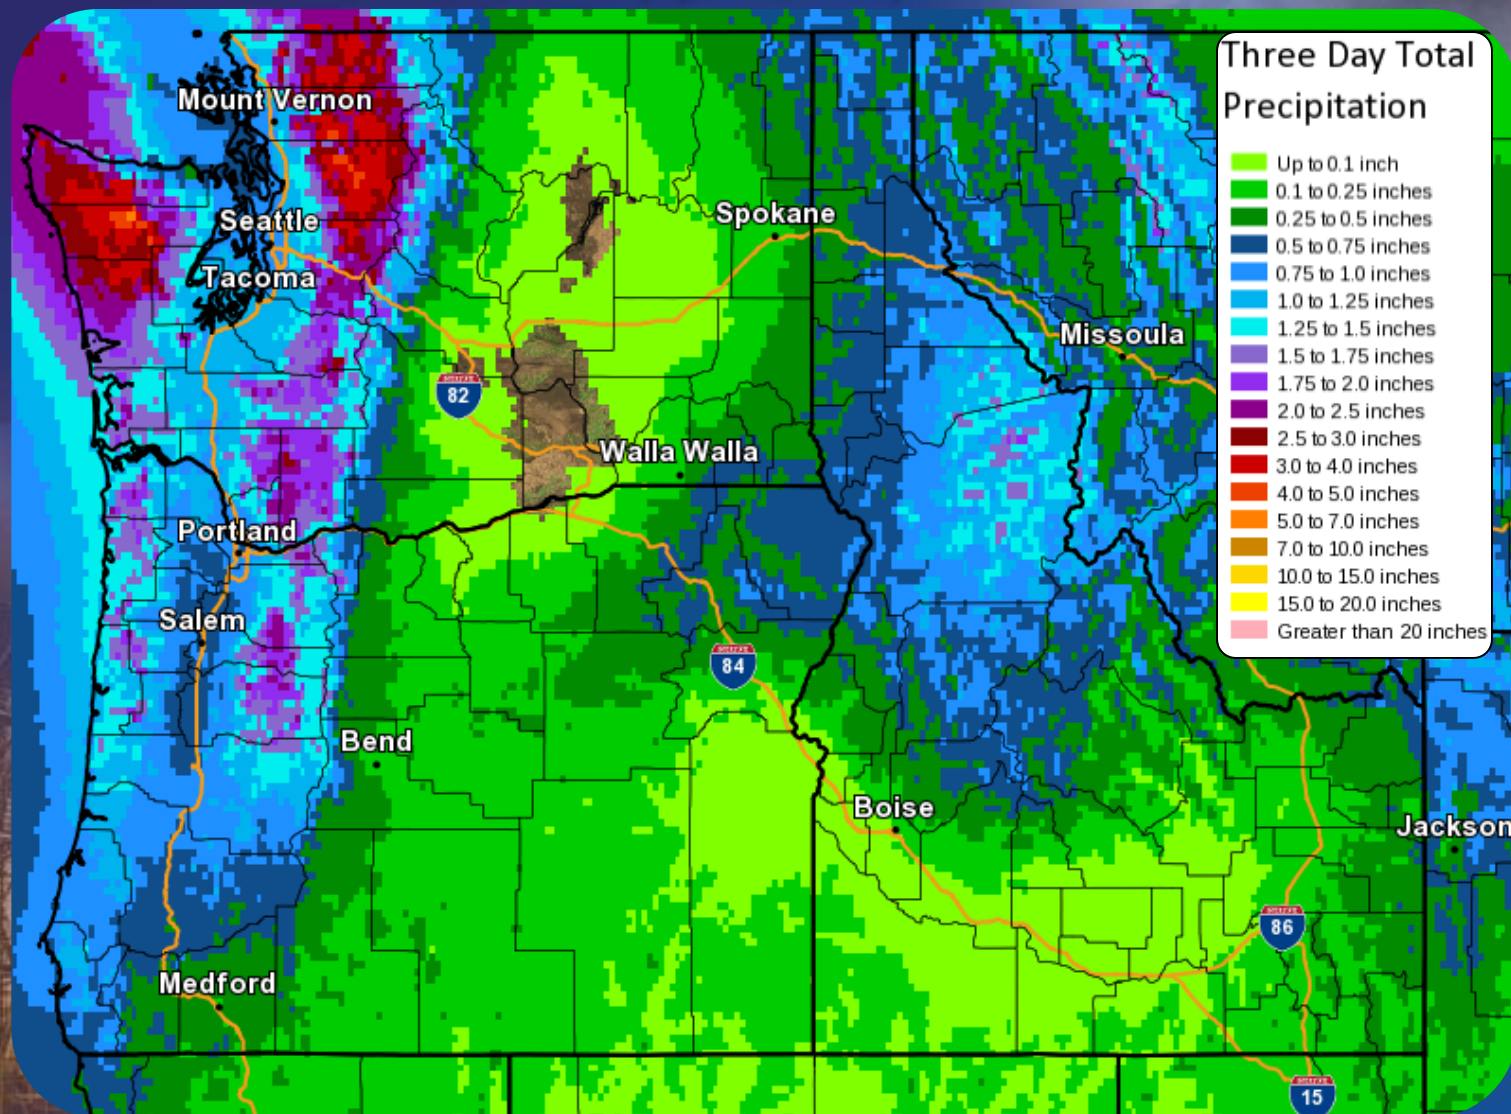 Three Day Total
Precipitation
Up to 0.1 inch
0.1 to 0.25 inches
0.25 to 0.5 inches
0.5 to 0.75 inches
0.75 to 1.0 inches
1.0 to 1.25 inches
1.25 to 1.5 inches
1.5 to 1.75 inches
1.75 to 2.0 inches
2.0 to 2.5 inches
2.5 to 3.0 inches
3.0 to 4.0 inches
4.0 to 5.0 inches
5.0 to 7.0 inches
7.0 to 10.0 inches
10.0 to 15.0 inches
15.0 to 20.0 inches
Greater than 20 inches
Mount Vernon
Seattle
Spokane
Tacoma
Missoula
82
Walla Walla
Portland
Salem
84
Bend
Boise
Jackson
86
Medford
15